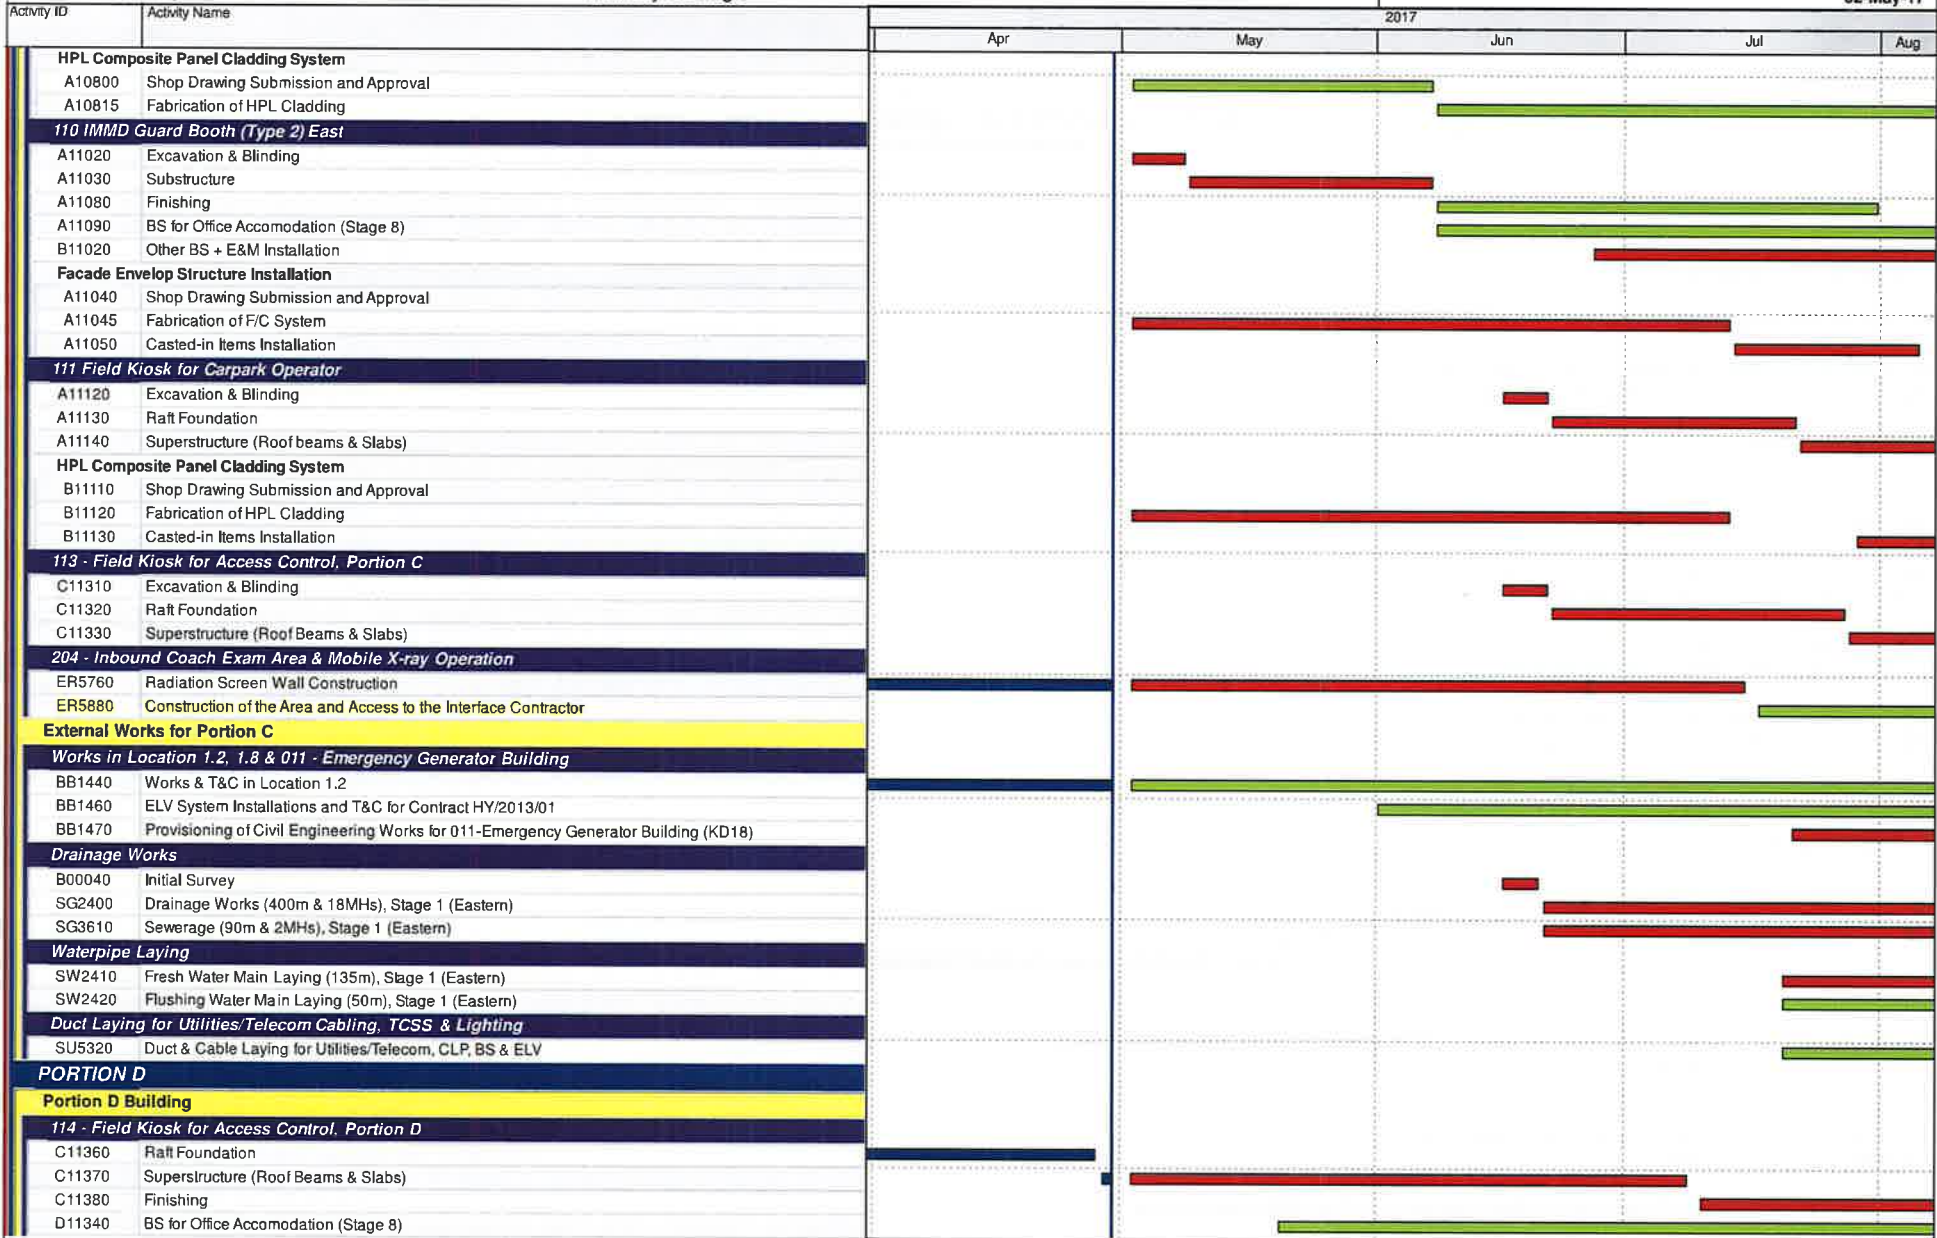 Activity ID Activity Name 2017
Apr May Jun Jul Aug
HPL Composite Panel Cladding System
A10800 Shop Drawing Submission and Approval
A10815 Fabrication of HPL Cladding
110 IMMD Guard Booth (Type 2) East
A11020 Excavation & Blinding
A11030 Substructure
A11080 Finishing
A11090 BS for Office Accomodation (Stage 8)
B11020 Other BS + E&M Installation
Facade Envelop Structure Installation
A11040 Shop Drawing Submission and Approval
A11045 Fabrication of F/C System
A11050 Casted-in Items Installation
111 Field Kiosk for Carpark Operator
A11120 Excavation & Blinding
A11130 Raft Foundation
A11140 Superstructure (Roof beams & Slabs)
HPL Composite Panel Cladding System
B11110 Shop Drawing Submission and Approval
B11120 Fabrication of HPL Cladding
B11130 Casted-in Items Installation
113 - Field Kiosk for Access Control, Portion C
C11310 Excavation & Blinding
C11320 Raft Foundation
C11330 Superstructure (Roof Beams & Slabs)
204 - Inbound Coach Exam Area & Mobile X-ray Operation
ER5760 Radiation Screen Wall Construction
ER5880 Construction of the Area and Access to the Interface Contractor
External Works for Portion C
Works in Location 1.2, 1.8 & 011 - Emergency Generator Building
BB1440 Works & T&C in Location 1.2
BB1460 ELV System Installations and T&C for Contract HY/2013/01
BB1470 Provisioning of Civil Engineering Works for 011-Emergency Generator Building (KD18)
Drainage Works
B00040 Initial Survey
SG2400 Drainage Works (400m & 18MHs), Stage 1 (Eastern)
SG3610 Sewerage (90m & 2MHs), Stage 1 (Eastern)
Waterpipe Laying
SW2410 Fresh Water Main Laying (135m), Stage 1 (Eastern)
SW2420 Flushing Water Main Laying (50m), Stage 1 (Eastern)
Duct Laying for Utilities/Telecom Cabling, TCSS & Lighting
SU5320 Duct & Cable Laying for Utilities/Telecom, CLP, BS & ELV
PORTION D
Portion D Building
114 - Field Kiosk for Access Control, Portion D
C11360 Raft Foundation
C11370 Superstructure (Roof Beams & Slabs)
C11380 Finishing
D11340 BS for Office Accomodation (Stage 8)